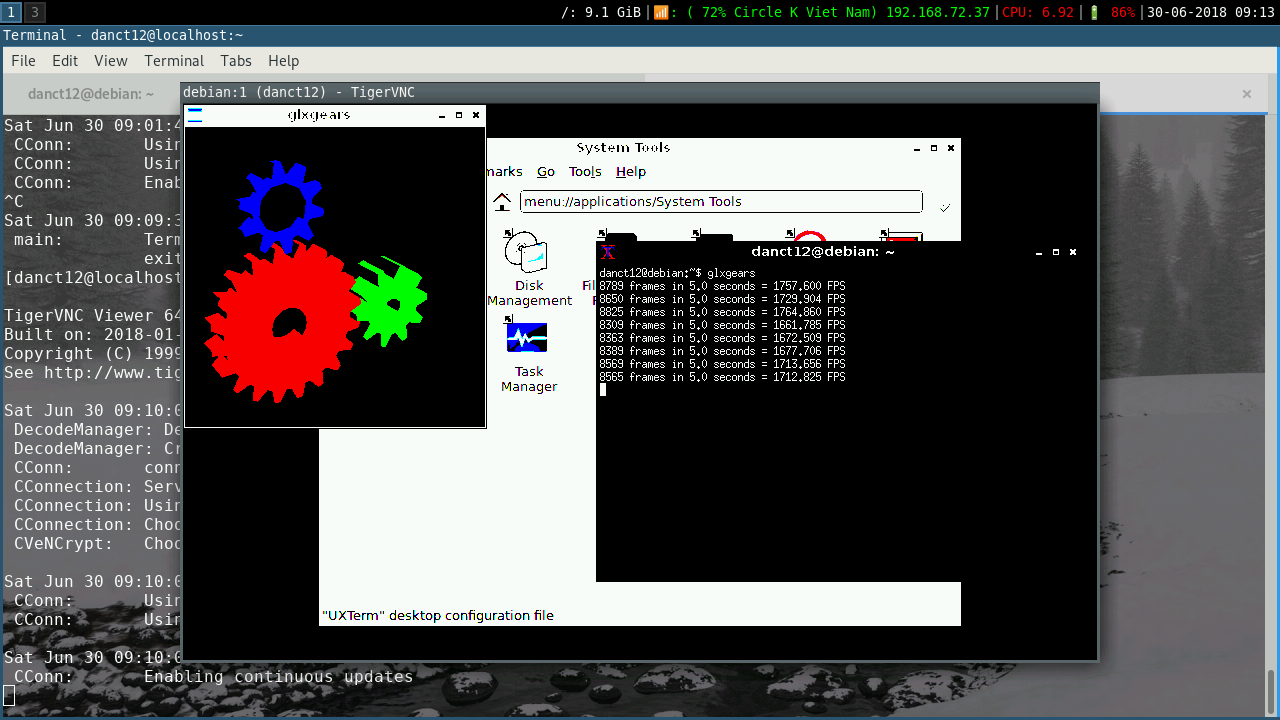 1 3
/: 9.1 GiB | : ( 72% Circle K Viet Nam) 192.168.72.37 | CPU: 6.92 | 86% | 30-06-2018 09:13
Terminal - danct12@localhost:~
File Edit View Terminal Tabs Help
danct12@debian: ~
debian:1 (danct12) - TigerVNC
glxgears
System Tools
Go Tools Help
menu://applications/System Tools
Disk
Management
Task
Manager
"UXTerm" desktop configuration file
danct12@debian: ~
danct12@debian:~$ glxgears
8789 frames in 5.0 seconds = 1757.600 FPS
8650 frames in 5.0 seconds = 1729.904 FPS
8825 frames in 5.0 seconds = 1764.860 FPS
8309 frames in 5.0 seconds = 1661.785 FPS
8363 frames in 5.0 seconds = 1672.509 FPS
8389 frames in 5.0 seconds = 1677.706 FPS
8569 frames in 5.0 seconds = 1713.656 FPS
8565 frames in 5.0 seconds = 1712.825 FPS
Sat Jun 30 09:01:4
CConn: Usin
CConn: Usin
CConn: Enab
^C
Sat Jun 30 09:09:3
main: Term
exit
[danct12@localhost
TigerVNC Viewer 64
Built on: 2018-01-
Copyright (C) 1999
See http://www.tig
Sat Jun 30 09:10:0
DecodeManager: De
DecodeManager: Cr
CConn: conn
CConnection: Serv
CConnection: Usin
CConnection: Choo
CVeNCrypt: Choo
Sat Jun 30 09:10:0
CConn: Usin
CConn: Usin
Sat Jun 30 09:10:0
CConn: Enabling continuous updates